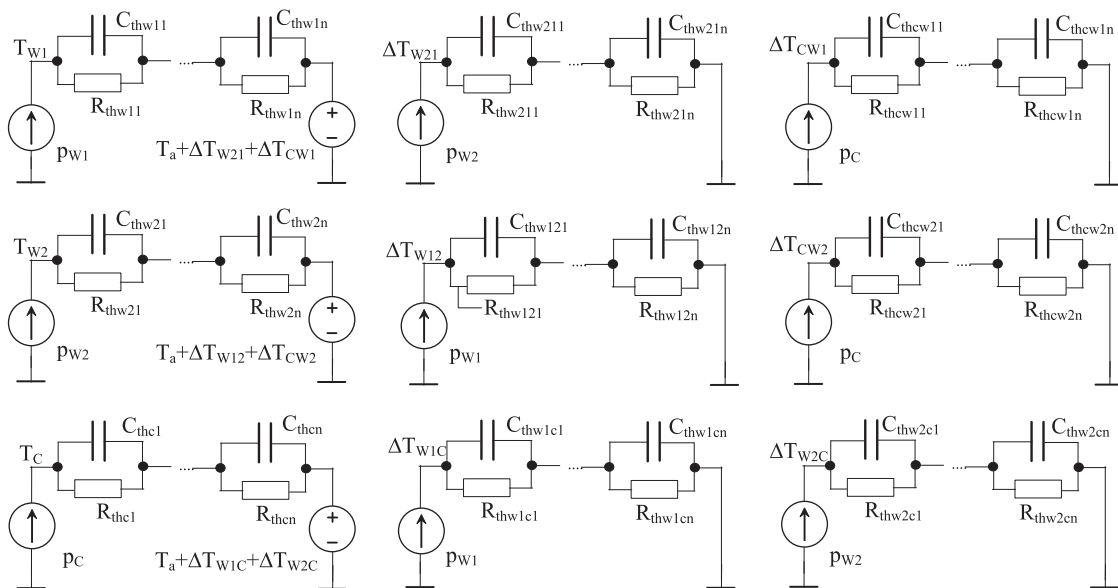 C_thw11
C_thw1n
T_W1
R_thw11
R_thw1n
p_W1
T_a+ΔT_W21+ΔT_CW1
+
−
C_thw211
C_thw21n
ΔT_W21
R_thw211
R_thw21n
p_W2
C_thcw11
C_thcw1n
ΔT_CW1
R_thcw11
R_thcw1n
p_C
C_thw21
C_thw2n
T_W2
R_thw21
R_thw2n
p_W2
T_a+ΔT_W12+ΔT_CW2
+
−
C_thw121
C_thw12n
ΔT_W12
R_thw121
R_thw12n
p_W1
C_thcw21
C_thcw2n
ΔT_CW2
R_thcw21
R_thcw2n
p_C
C_thc1
C_thcn
T_C
R_thc1
R_thcn
p_C
T_a+ΔT_W1C+ΔT_W2C
+
−
C_thw1c1
C_thw1cn
ΔT_W1C
R_thw1c1
R_thw1cn
p_W1
C_thw2c1
C_thw2cn
ΔT_W2C
R_thw2c1
R_thw2cn
p_W2